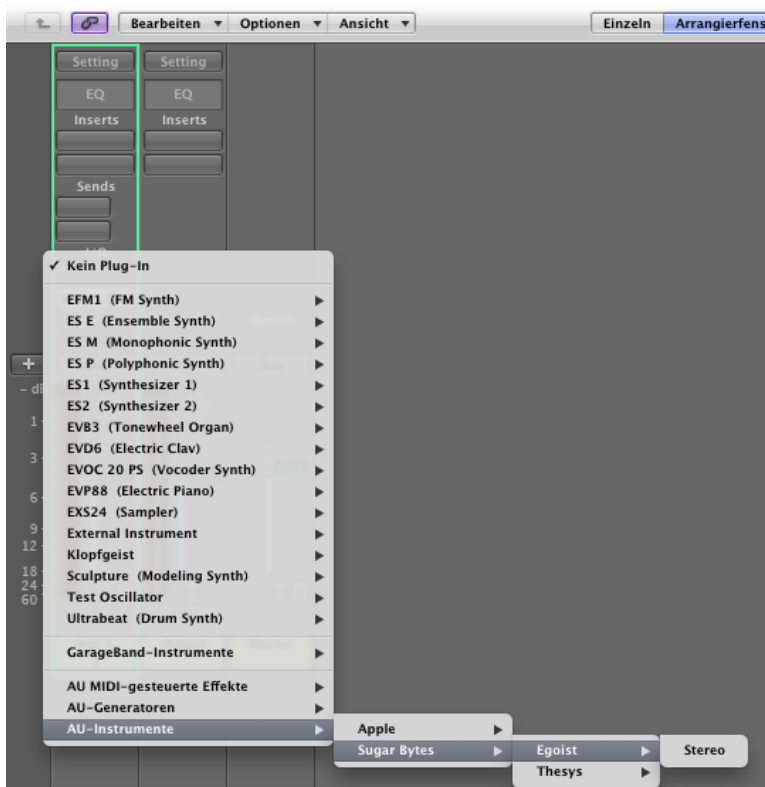 Bearbeiten Optionen Ansicht Einzeln Arrangierfens
Setting Setting
EQ EQ
Inserts Inserts
Sends
✓ Kein Plug-In
EFM1 (FM Synth)
ES E (Ensemble Synth)
ES M (Monophonic Synth)
ES P (Polyphonic Synth)
+
ES1 (Synthesizer 1)
- dB
ES2 (Synthesizer 2)
1
EVB3 (Tonewheel Organ)
EVD6 (Electric Clav)
3
EVOC 20 PS (Vocoder Synth)
EVP88 (Electric Piano)
6
EXS24 (Sampler)
9
External Instrument
12
Klopfgeist
18
Sculpture (Modeling Synth)
24
Test Oscillator
60
Ultrabeat (Drum Synth)
GarageBand-Instrumente
AU MIDI-gesteuerte Effekte
AU-Generatoren
AU-Instrumente Apple
Sugar Bytes Egoist Stereo
Thesys